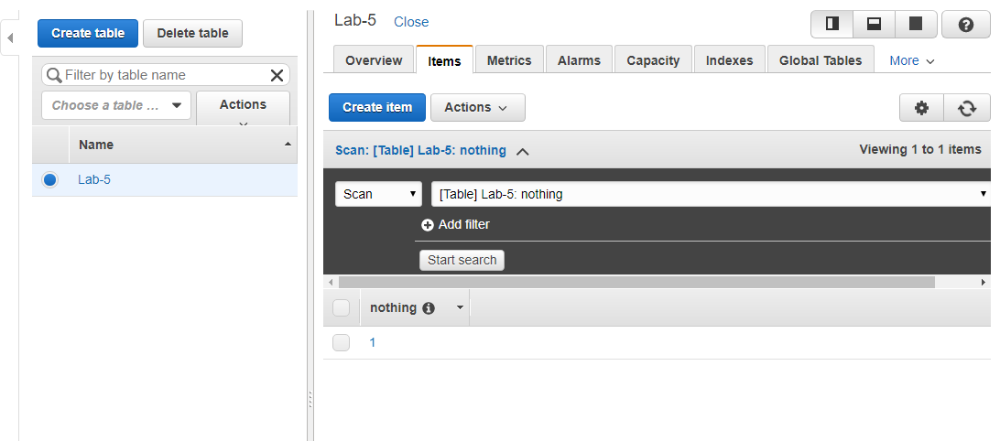 Create table
Delete table
Filter by table name
Choose a table ...
Actions
Name
Lab-5
Lab-5 Close
Overview Items Metrics Alarms Capacity Indexes Global Tables More
Create item
Actions
Scan: [Table] Lab-5: nothing
Viewing 1 to 1 items
Scan
[Table] Lab-5: nothing
Add filter
Start search
nothing
1